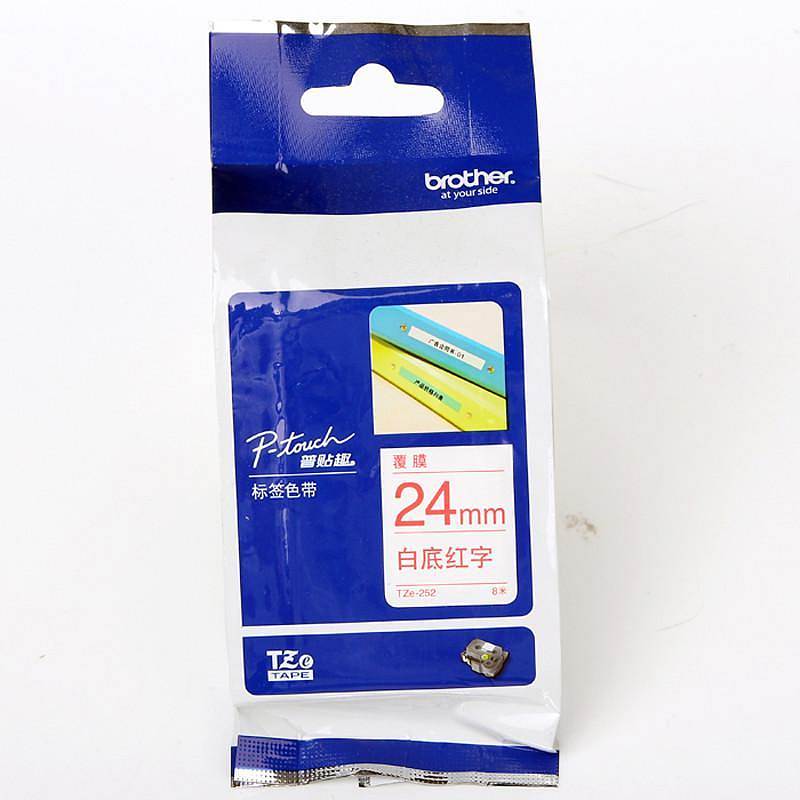 brother.
at your side
P-touch
普贴趣
标签色带
覆膜
24mm
白底红字
TZe-252 8米
TZe
TAPE